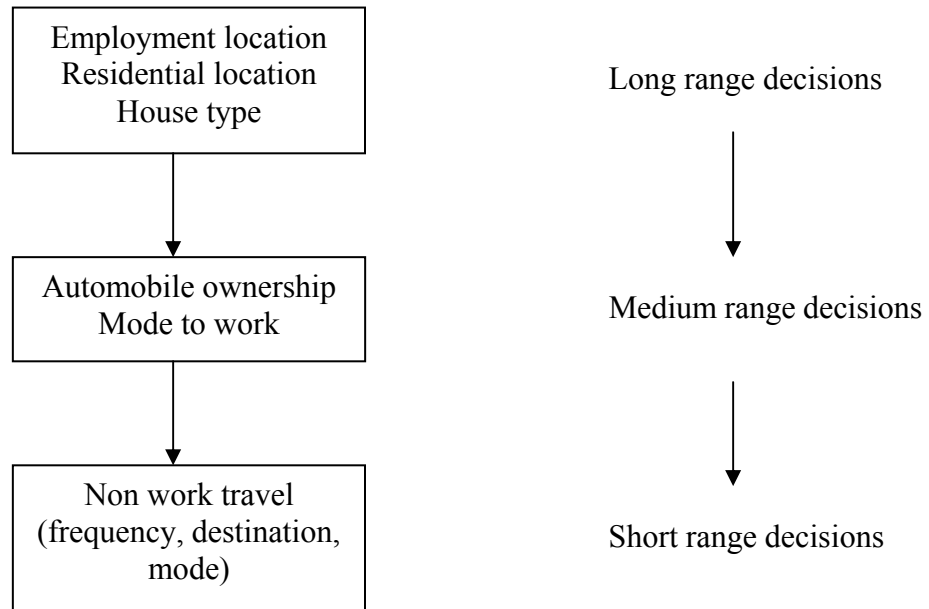 Employment location
Residential location
House type
Long range decisions
Automobile ownership
Mode to work
Medium range decisions
Non work travel
(frequency, destination,
mode)
Short range decisions